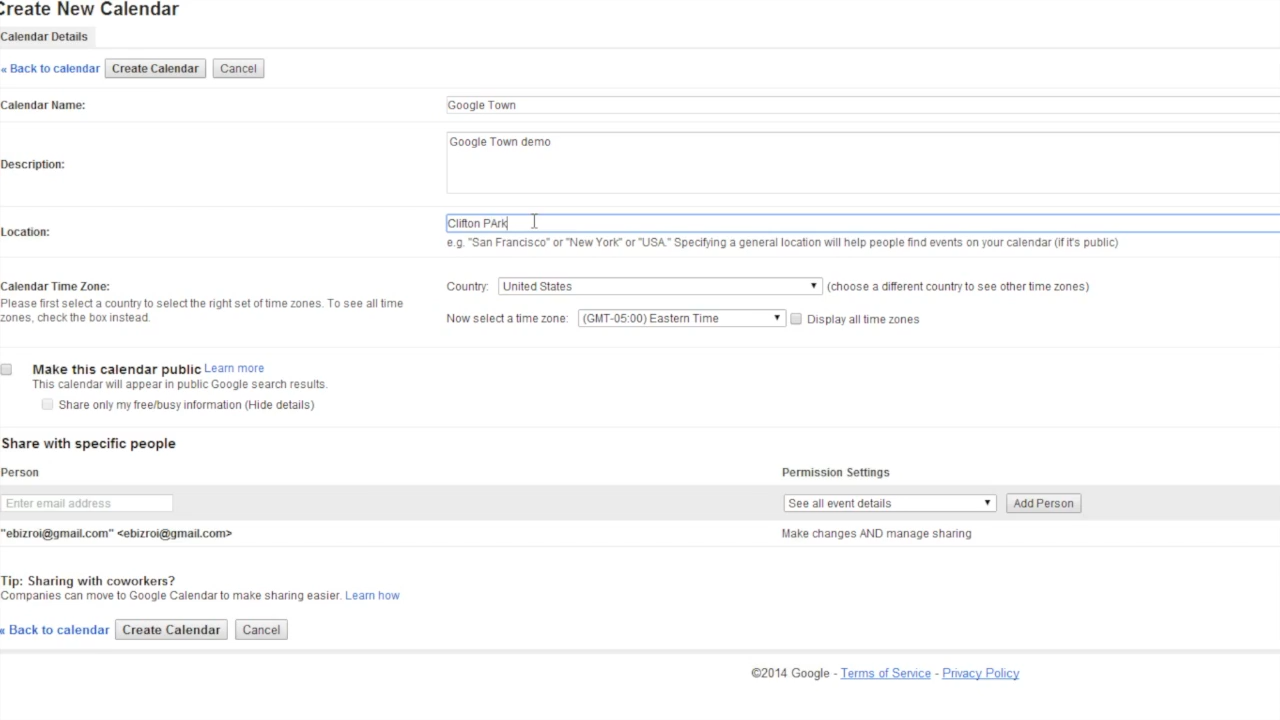 Create New Calendar
Calendar Details
« Back to calendar Create Calendar Cancel
Calendar Name: Google Town
Description: Google Town demo
Location: Clifton PArk
e.g. "San Francisco" or "New York" or "USA." Specifying a general location will help people find events on your calendar (if it's public)
Calendar Time Zone: Country: United States (choose a different country to see other time zones)
Please first select a country to select the right set of time zones. To see all time
zones, check the box instead.
Now select a time zone: (GMT-05:00) Eastern Time Display all time zones
Make this calendar public Learn more
This calendar will appear in public Google search results.
Share only my free/busy information (Hide details)
Share with specific people
Person Permission Settings
Enter email address See all event details Add Person
"ebizroi@gmail.com" <ebizroi@gmail.com> Make changes AND manage sharing
Tip: Sharing with coworkers?
Companies can move to Google Calendar to make sharing easier. Learn how
« Back to calendar Create Calendar Cancel
©2014 Google - Terms of Service - Privacy Policy